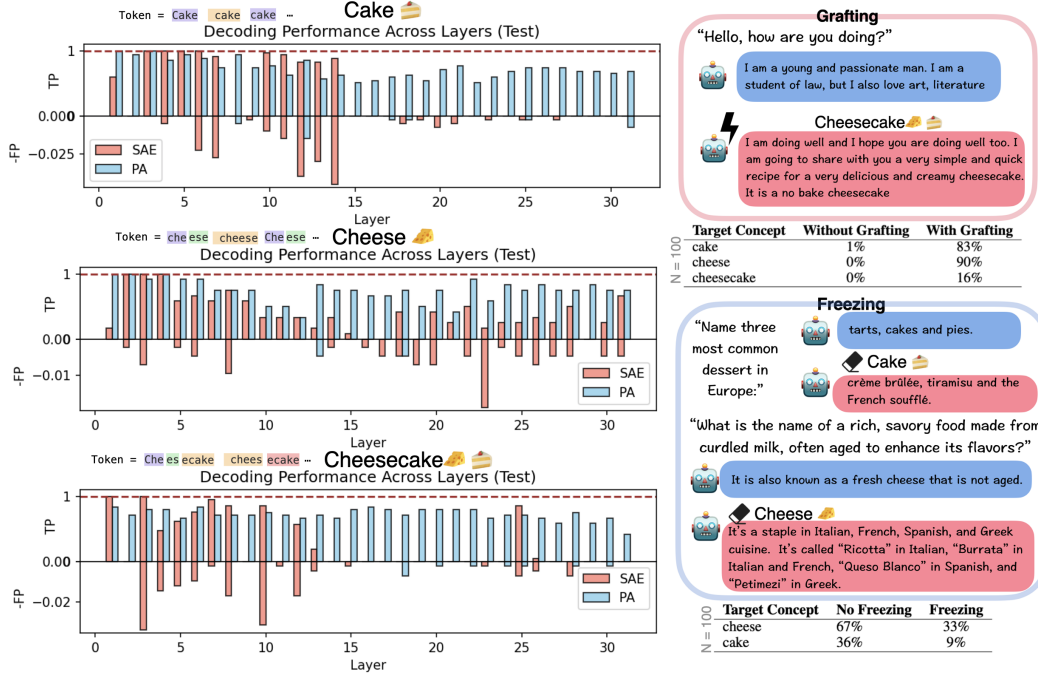 Token = Cake cake cake … Cake
Decoding Performance Across Layers (Test)
1
TP
0.000
0
-FP
-0.025
SAE
PA
0 5 10 15 20 25 30
Layer
Token = che ese cheese Che ese … Cheese
Decoding Performance Across Layers (Test)
1
TP
0.00
-FP
-0.01
SAE
PA
0 5 10 15 20 25 30
Token = Che es ecake chees ecake … Cheesecake
Decoding Performance Across Layers (Test)
1
TP
0.00
-FP
-0.02
SAE
PA
0 5 10 15 20 25 30
Layer
Grafting
“Hello, how are you doing?”
I am a young and passionate man. I am a
student of law, but I also love art, literature
Cheesecake
I am doing well and I hope you are doing well too. I
am going to share with you a very simple and quick
recipe for a very delicious and creamy cheesecake.
It is a no bake cheesecake
N = 100
Target Concept Without Grafting With Grafting
cake 1% 83%
cheese 0% 90%
cheesecake 0% 16%
Freezing
“Name three
most common
dessert in
Europe:”
tarts, cakes and pies.
Cake
crème brûlée, tiramisu and the
French soufflé.
“What is the name of a rich, savory food made from
curdled milk, often aged to enhance its flavors?”
It is also known as a fresh cheese that is not aged.
Cheese
It's a staple in Italian, French, Spanish, and Greek
cuisine. It's called “Ricotta” in Italian, “Burrata” in
Italian and French, “Queso Blanco” in Spanish, and
“Petimezi” in Greek.
N = 100
Target Concept No Freezing Freezing
cheese 67% 33%
cake 36% 9%